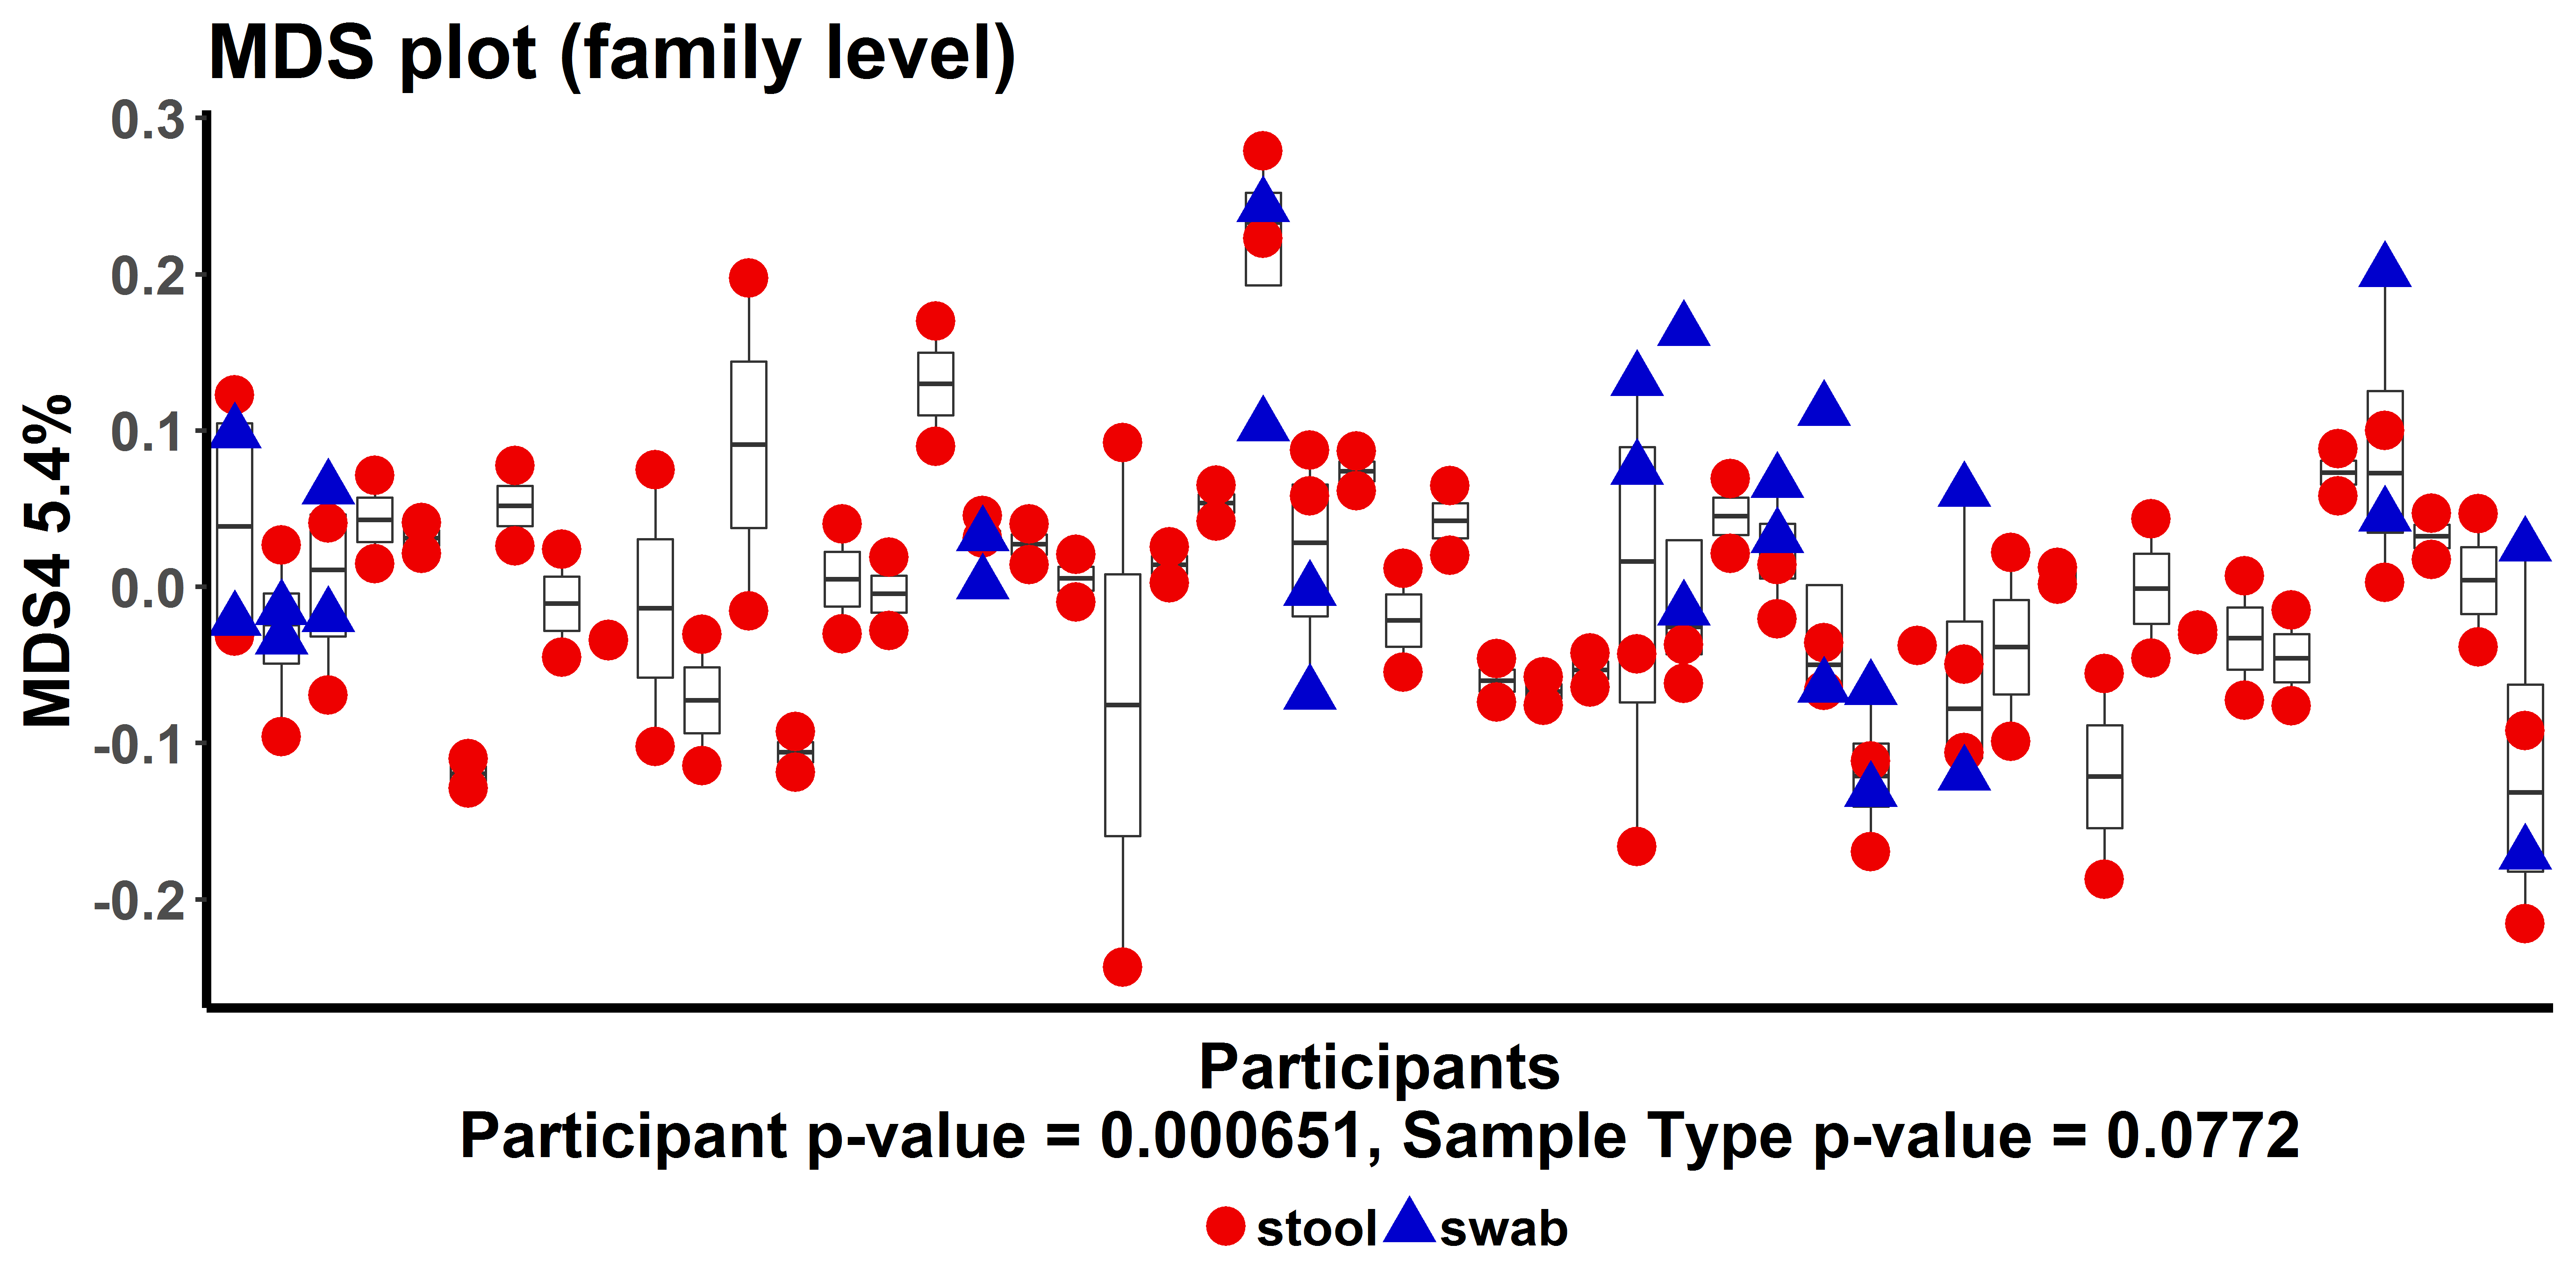 MDS plot (family level)
MDS4 5.4%
0.3
0.2
0.1
0.0
-0.1
-0.2
Participants
Participant p-value = 0.000651, Sample Type p-value = 0.0772
stool swab